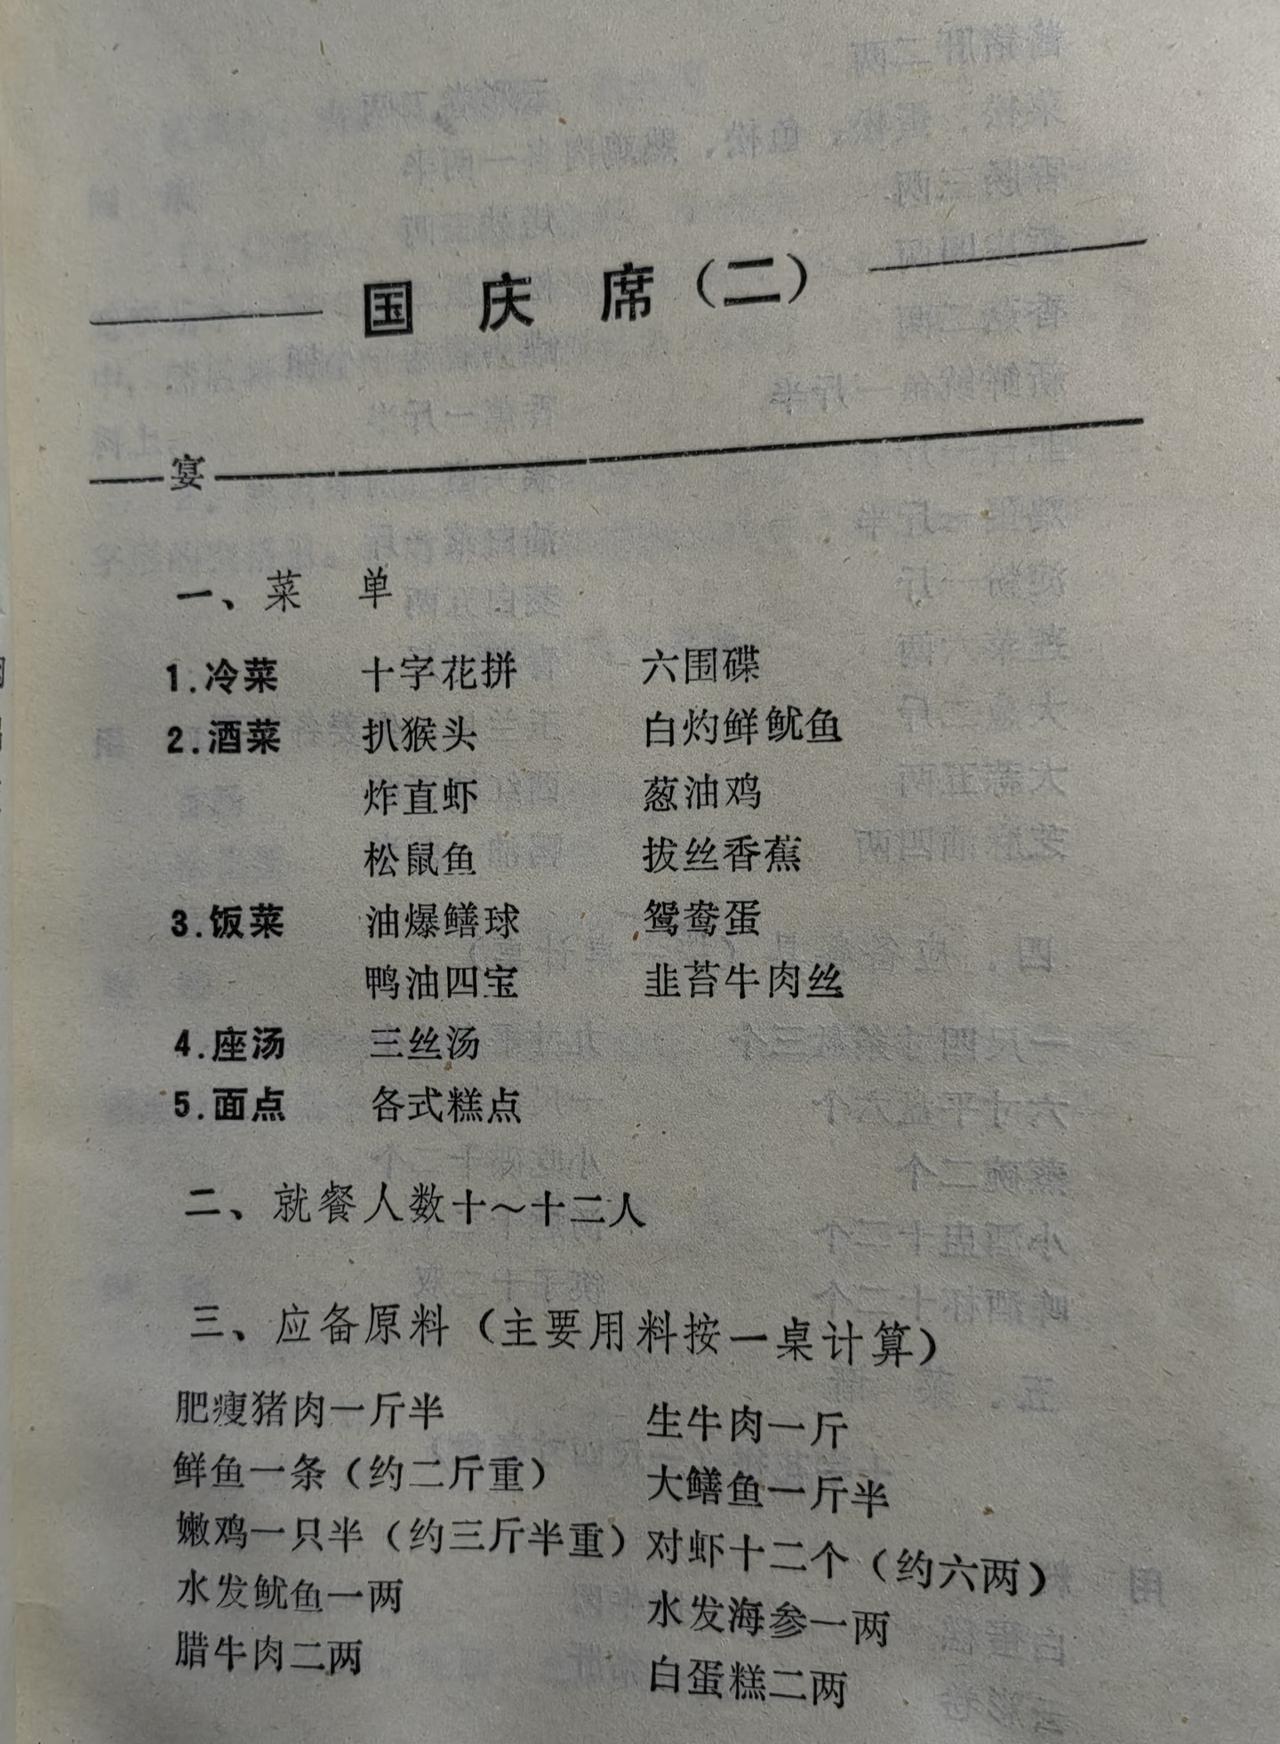 国庆席（二）
宴
一、菜 单
1.冷菜 十字花拼 六围碟
2.酒菜 扒猴头 白灼鲜鱿鱼
炸直虾 葱油鸡
松鼠鱼 拔丝香蕉
3.饭菜 油爆鳝球 鸳鸯蛋
鸭油四宝 韭苔牛肉丝
4.座汤 三丝汤
5.面点 各式糕点
二、就餐人数十～十二人
三、应备原料（主要用料按一桌计算）
肥瘦猪肉一斤半 生牛肉一斤
鲜鱼一条（约二斤重） 大鳝鱼一斤半
嫩鸡一只半（约三斤半重） 对虾十二个（约六两）
水发鱿鱼一两 水发海参一两
腊牛肉二两 白蛋糕二两